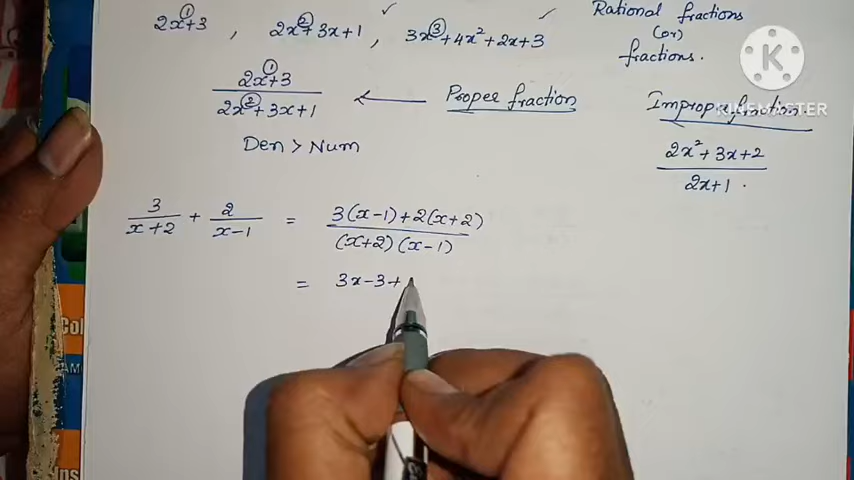 2x+3 , 2x²+3x+1 , 3x³+4x²+2x+3
Rational fractions
(or)
fractions.
2x+3 / 2x²+3x+1 ← Proper fraction
Improper fraction
K
KINEMASTER
2x²+3x+2 / 2x+1 .
Den > Num
3/x+2 + 2/x-1 = 3(x-1)+2(x+2) / (x+2)(x-1)
= 3x-3+